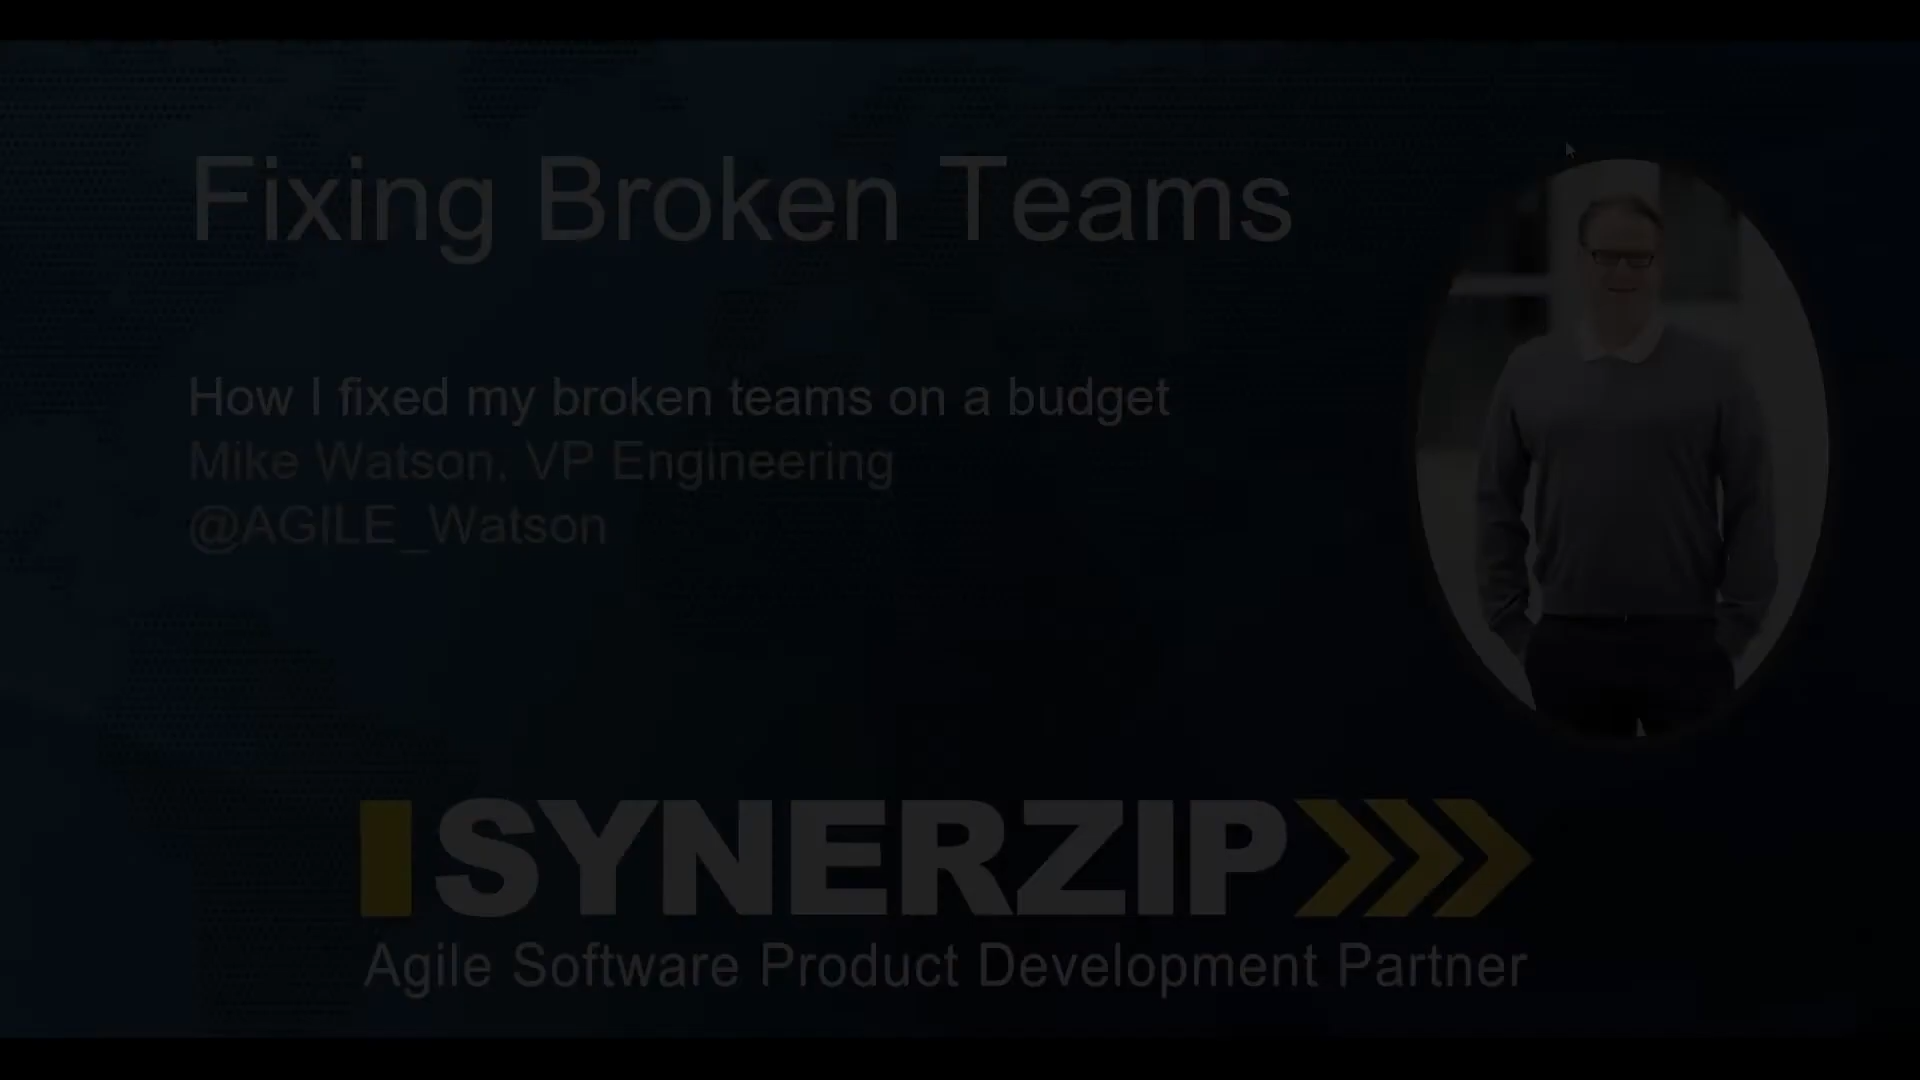 Fixing Broken Teams
How I fixed my broken teams on a budget
Mike Watson, VP Engineering
@AGILE_Watson
SYNERZIP
Agile Software Product Development Partner